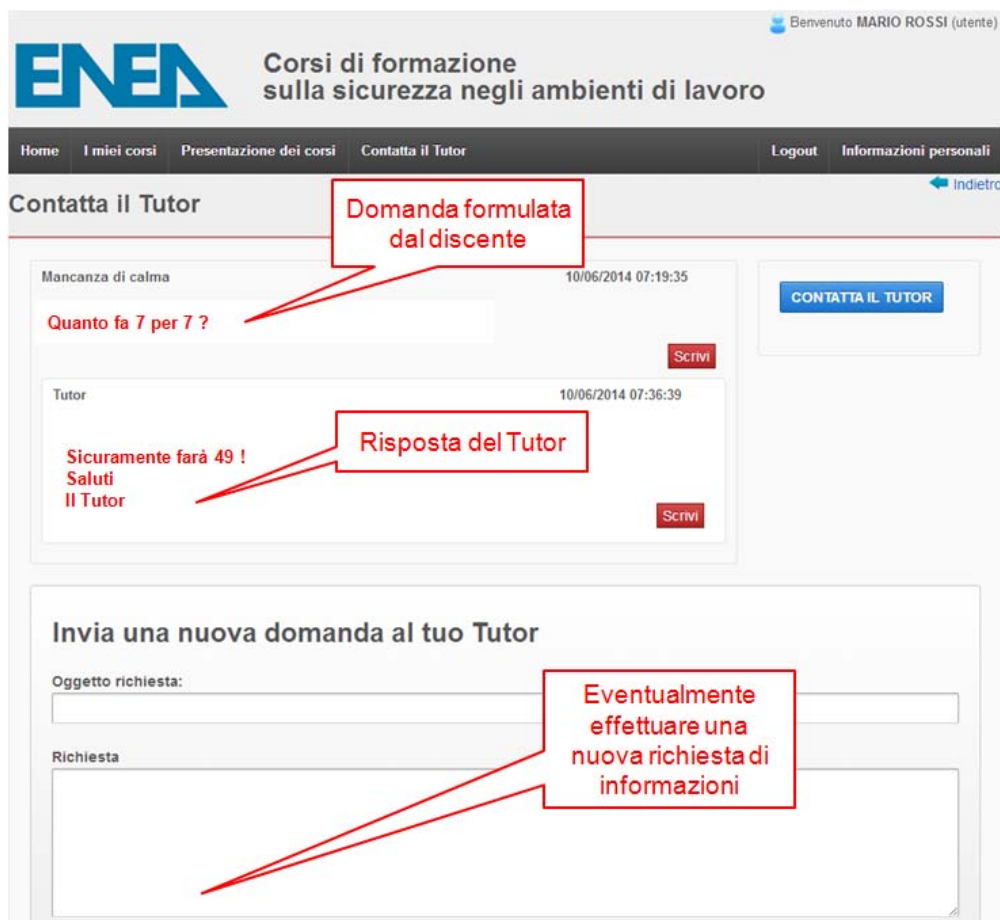 Benvenuto MARIO ROSSI (utente)
ENEA
Corsi di formazione
sulla sicurezza negli ambienti di lavoro
Home I miei corsi Presentazione dei corsi Contatta il Tutor Logout Informazioni personali
Indietro
Contatta il Tutor
Domanda formulata
dal discente
Mancanza di calma 10/06/2014 07:19:35
CONTATTA IL TUTOR
Quanto fa 7 per 7 ?
Scrivi
Tutor 10/06/2014 07:36:39
Risposta del Tutor
Sicuramente farà 49 !
Saluti
Il Tutor
Scrivi
Invia una nuova domanda al tuo Tutor
Oggetto richiesta:
Eventualmente
effettuare una
nuova richiesta di
informazioni
Richiesta